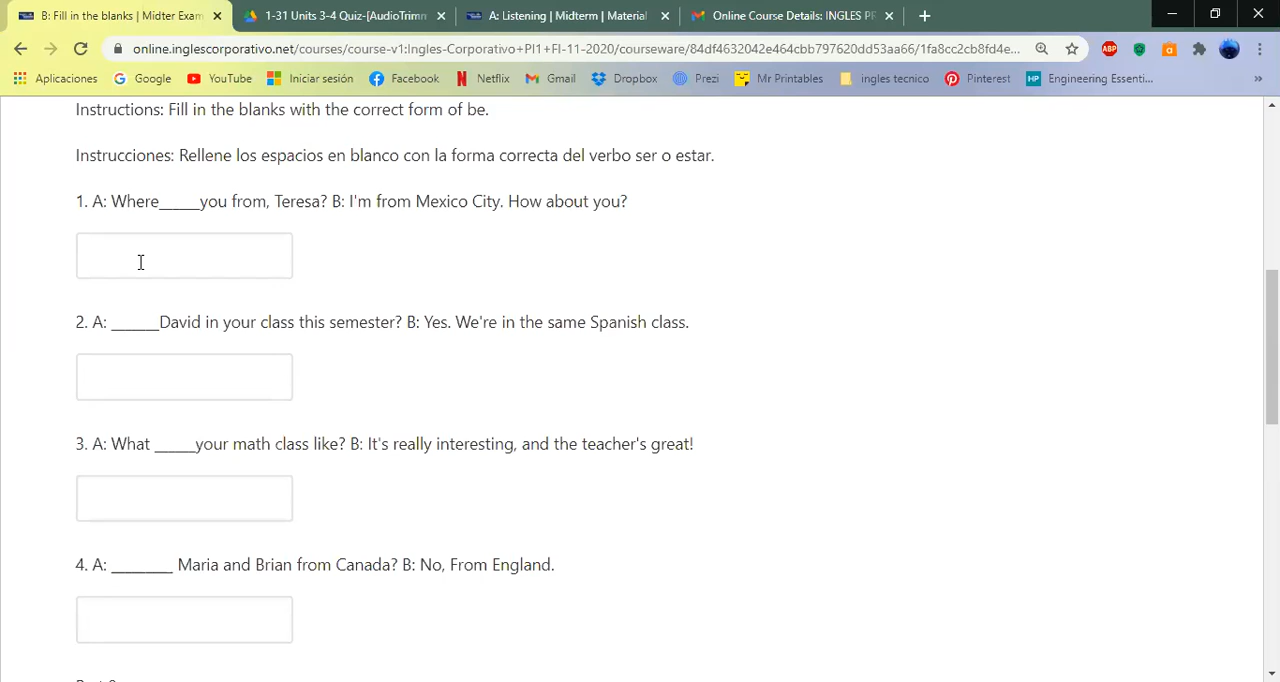 B: Fill in the blanks | Midter Exam
1-31 Units 3-4 Quiz-[AudioTrimm
A: Listening | Midterm | Material
Online Course Details: INGLES PR
online.inglescorporativo.net/courses/course-v1:Ingles-Corporativo+PI1+FI-11-2020/courseware/84df4632042e464cbb797620dd53aa66/1fa8cc2cb8fd4e...
ABP
Aplicaciones Google YouTube Iniciar sesión Facebook Netflix Gmail Dropbox Prezi Mr Printables ingles tecnico Pinterest HP Engineering Essenti... »
Instructions: Fill in the blanks with the correct form of be.
Instrucciones: Rellene los espacios en blanco con la forma correcta del verbo ser o estar.
1. A: Where_____you from, Teresa? B: I'm from Mexico City. How about you?
2. A: ______David in your class this semester? B: Yes. We're in the same Spanish class.
3. A: What _____your math class like? B: It's really interesting, and the teacher's great!
4. A: ________ Maria and Brian from Canada? B: No, From England.